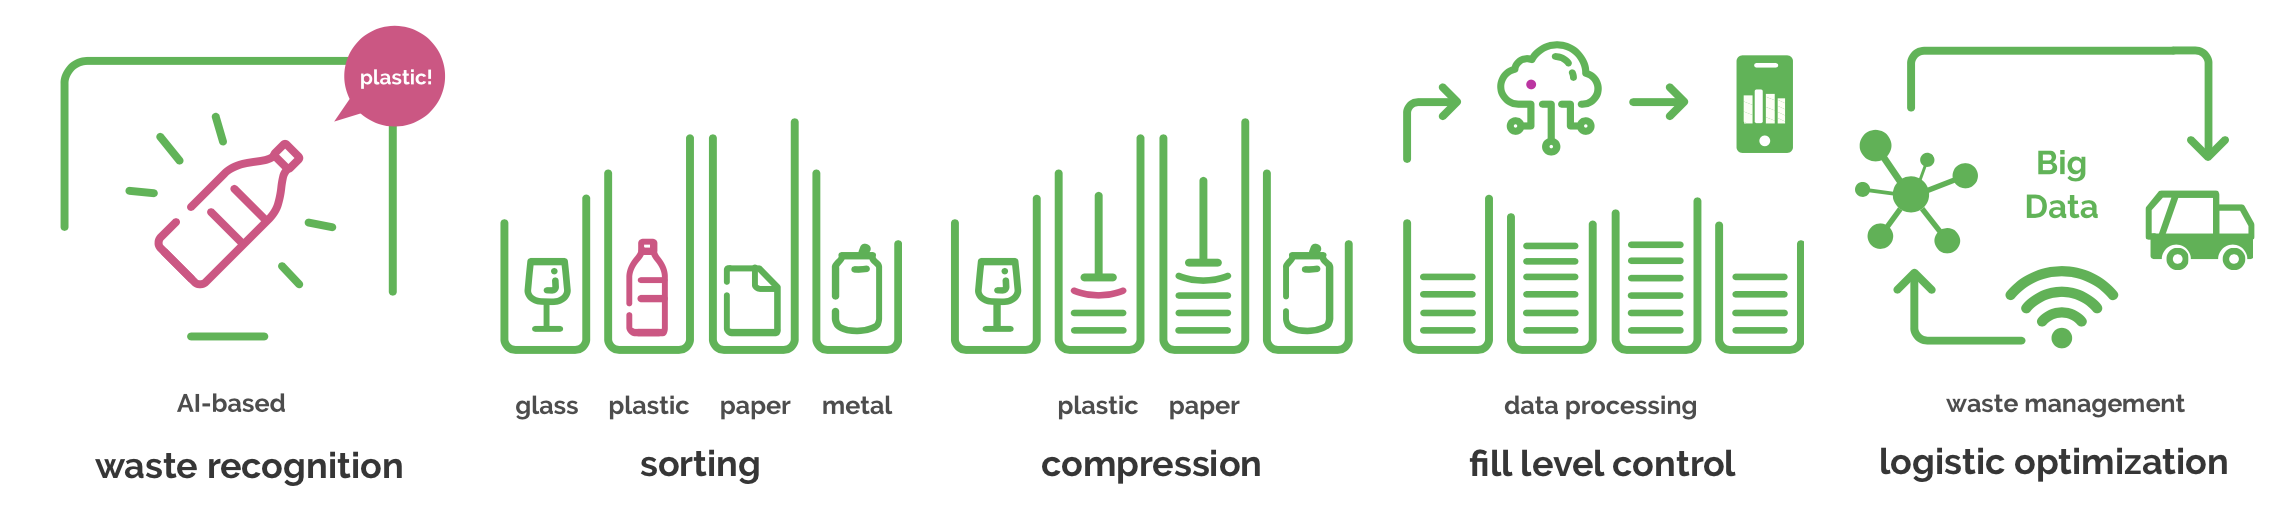 plastic!
AI-based
waste recognition
glass plastic paper metal
sorting
plastic paper
compression
data processing
fill level control
Big
Data
waste management
logistic optimization